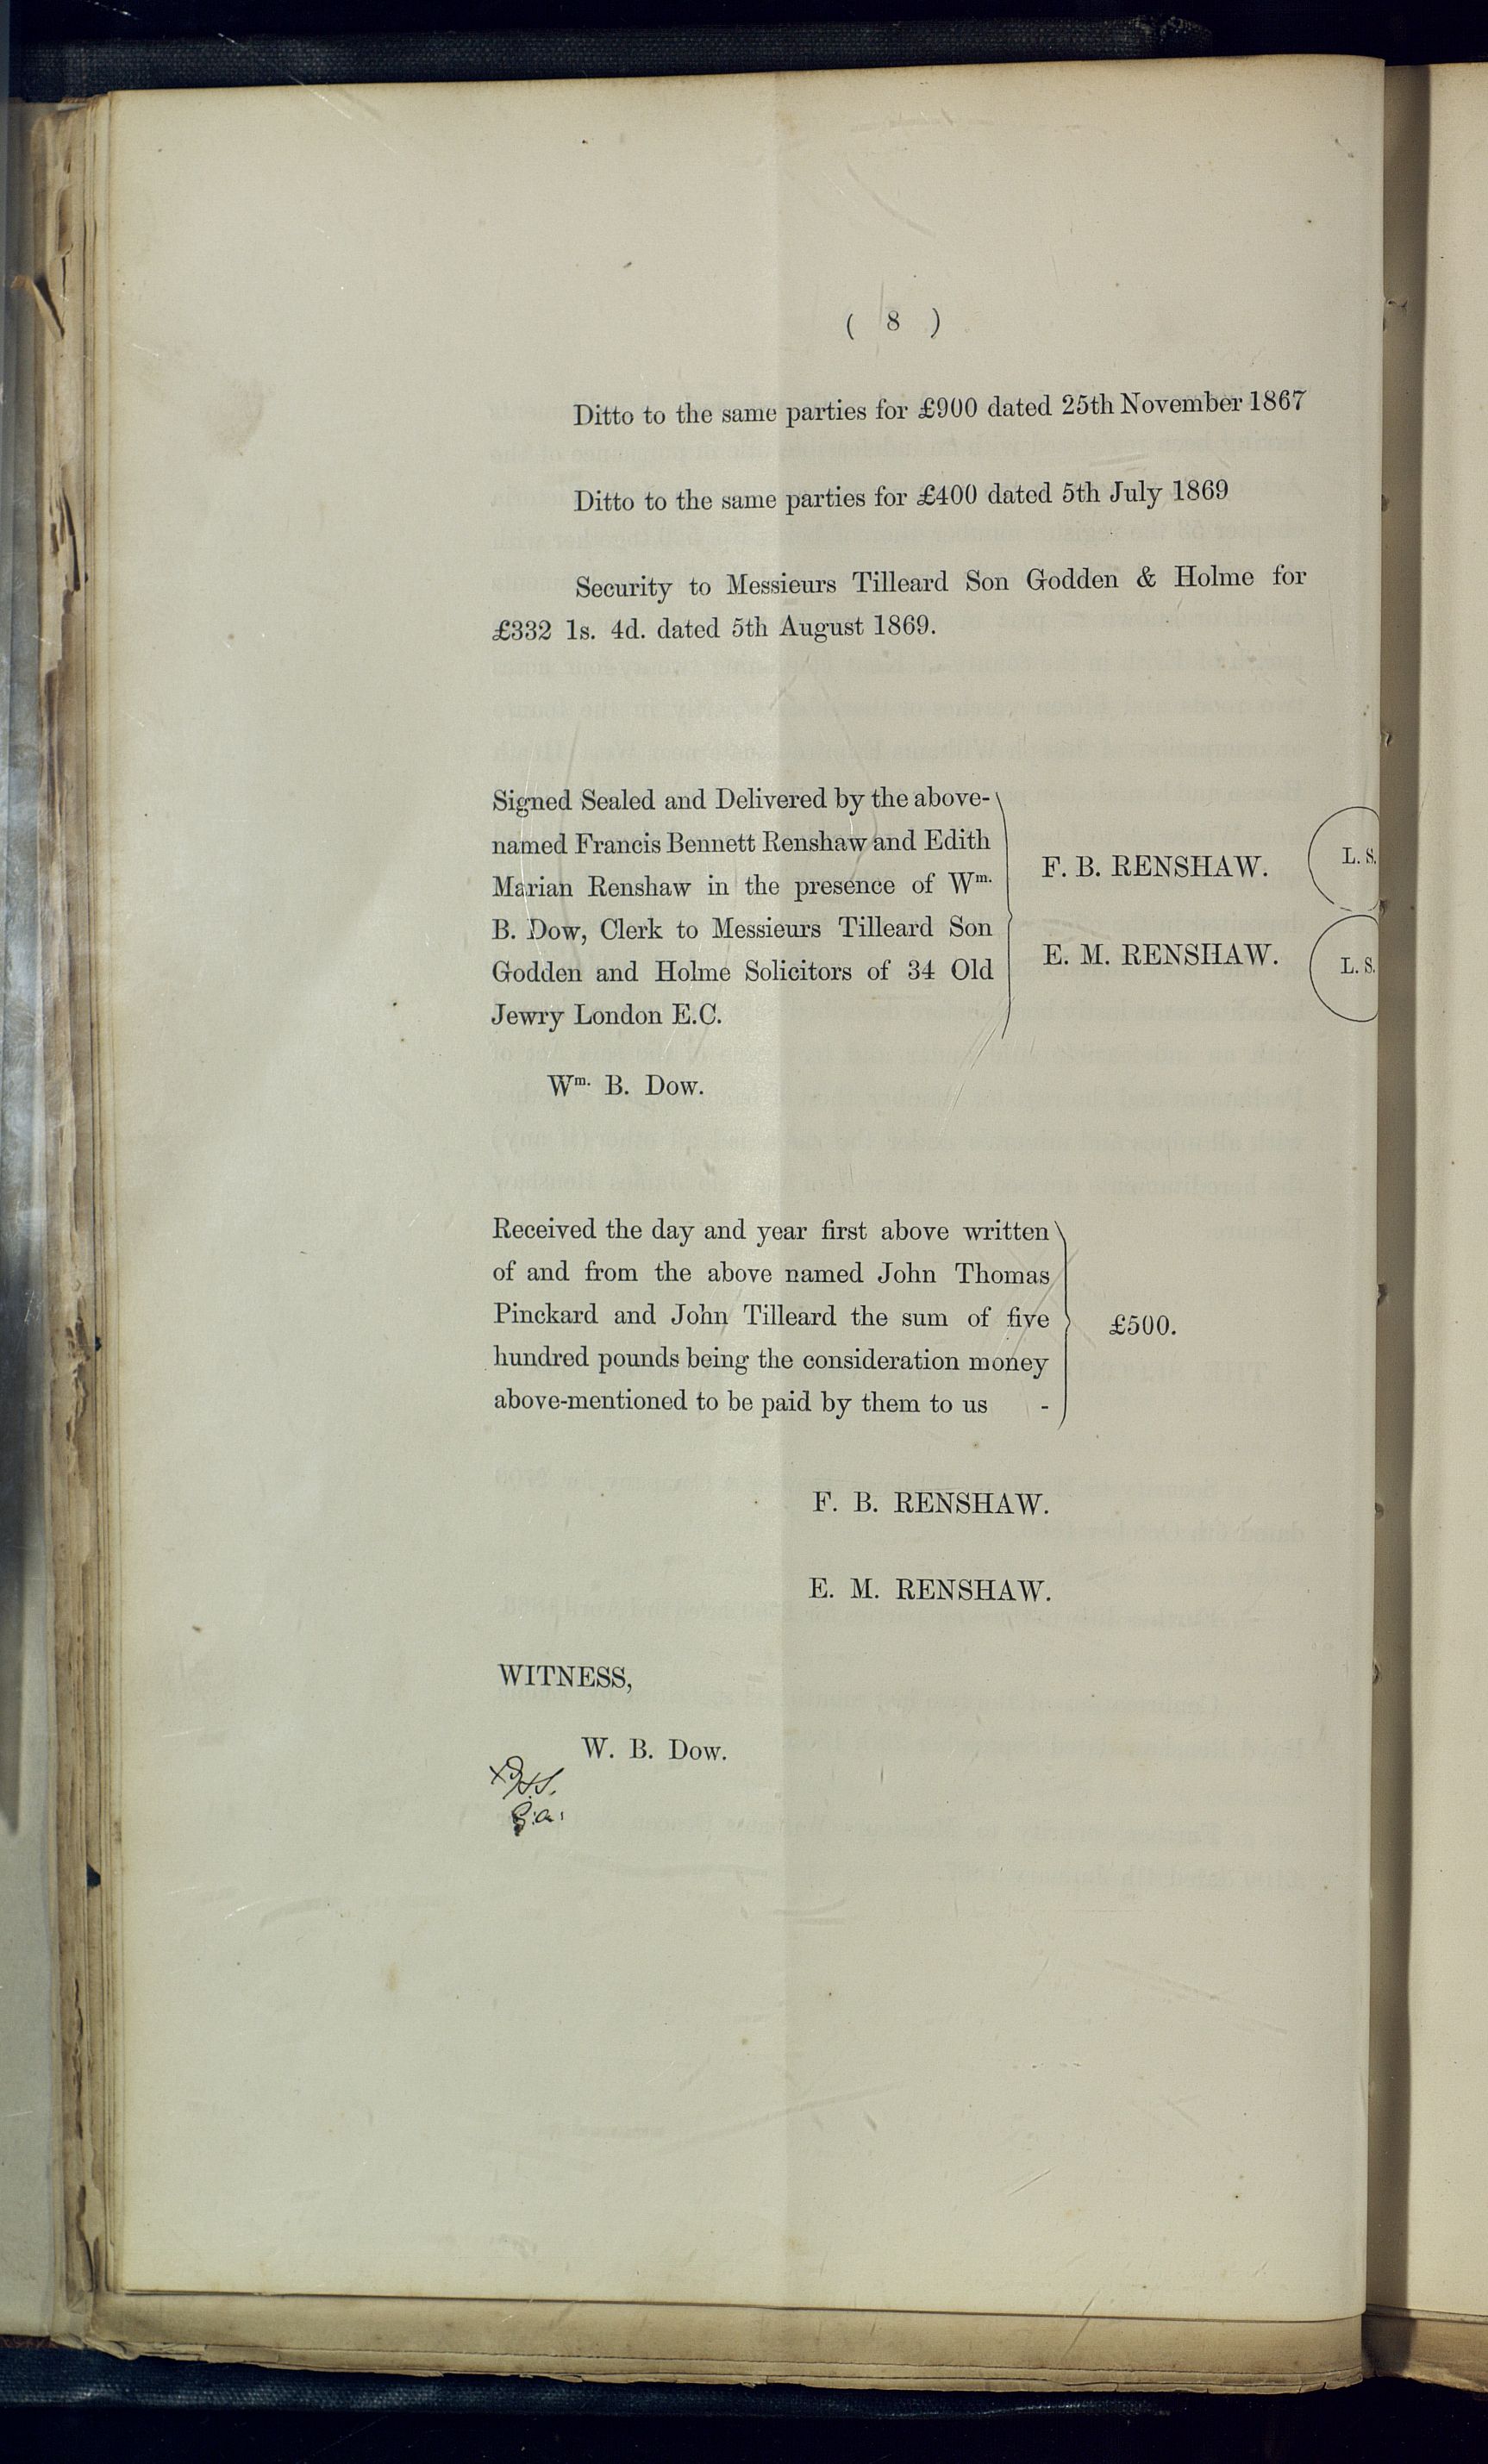 ( 8 )
Ditto to the same parties for £900 dated 25th November 1867
Ditto to the same parties for £400 dated 5th July 1869
Security to Messieurs Tilleard Son Godden & Holme for
£332 1s. 4d. dated 5th August 1869.
Signed Sealed and Delivered by the above-
named Francis Bennett Renshaw and Edith
Marian Renshaw in the presence of Wm.
B. Dow, Clerk to Messieurs Tilleard Son
Godden and Holme Solicitors of 34 Old
Jewry London E.C.
F. B. RENSHAW. L. S.
E. M. RENSHAW. L. S.
Wm. B. Dow.
Received the day and year first above written
of and from the above named John Thomas
Pinckard and John Tilleard the sum of five
hundred pounds being the consideration money
above-mentioned to be paid by them to us -
£500.
F. B. RENSHAW.
E. M. RENSHAW.
WITNESS,
W. B. Dow.